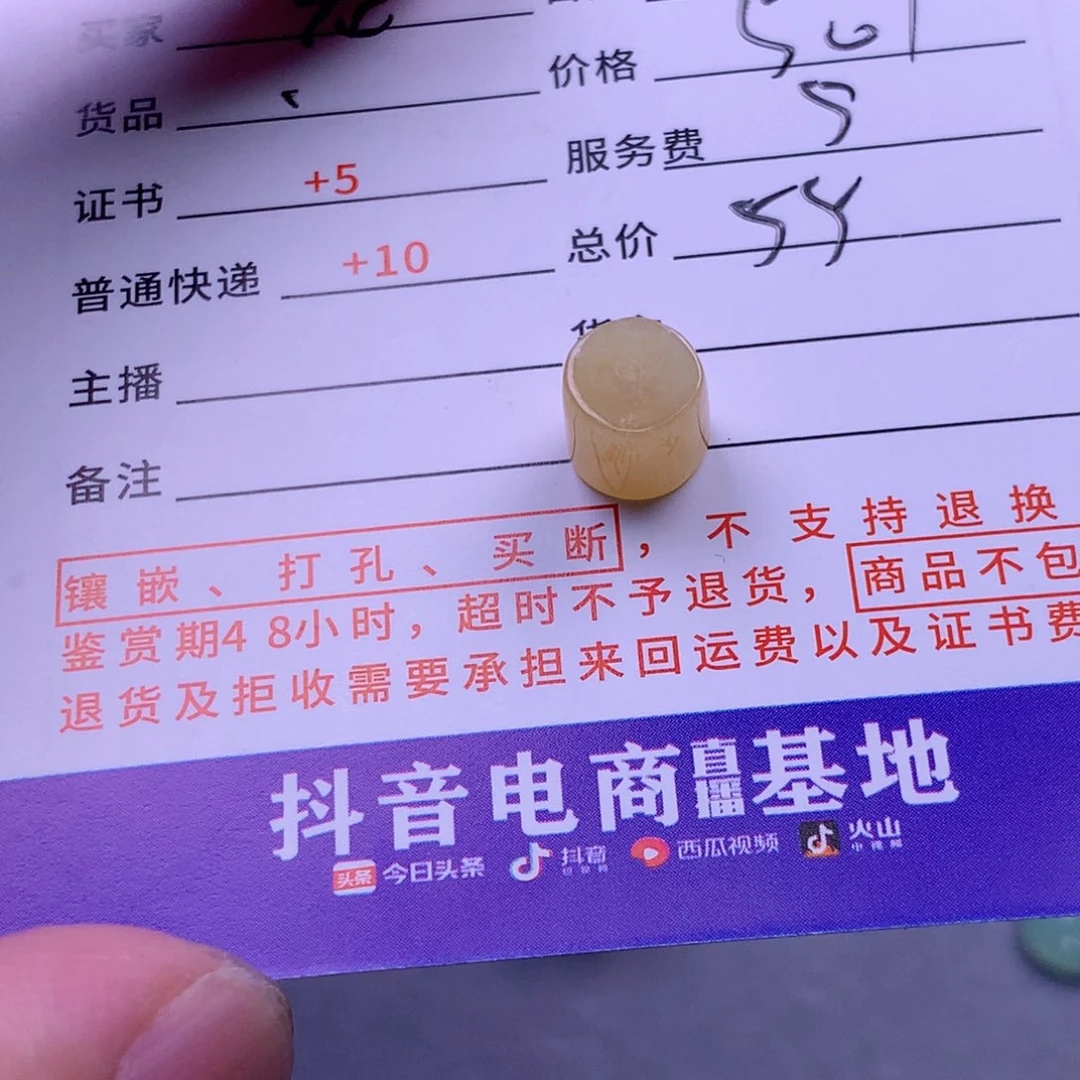 买家
价格
货品
服务费 5
证书 +5
总价 54
普通快递 +10
主播
备注
镶嵌、打孔、买断，不支持退换
鉴赏期48小时，超时不予退货，商品不包
退货及拒收需要承担来回运费以及证书费
抖音电商直播基地
头条 今日头条 抖音 西瓜视频 火山